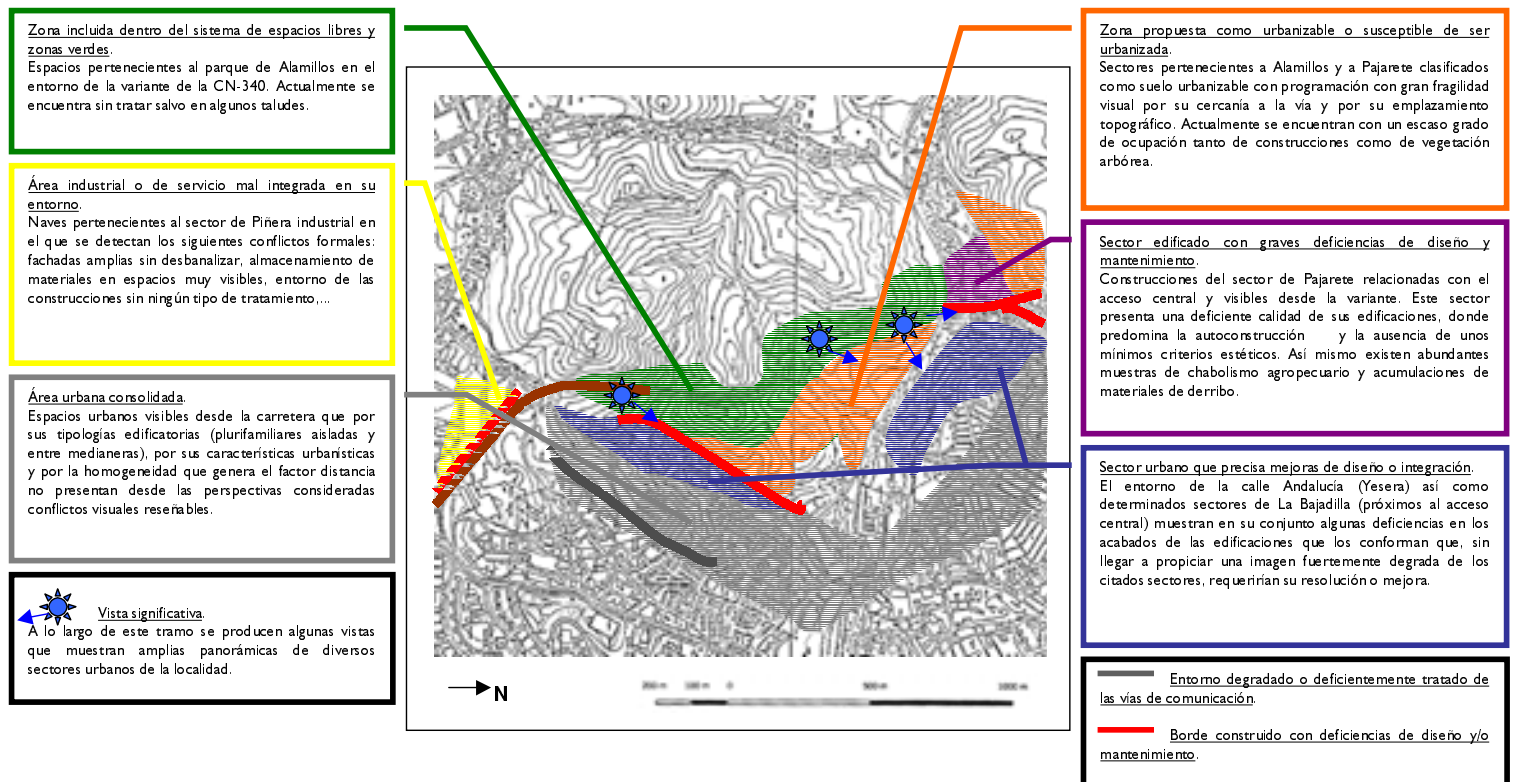 Zona incluida dentro del sistema de espacios libres y
zonas verdes.
Espacios pertenecientes al parque de Alamillos en el
entorno de la variante de la CN-340. Actualmente se
encuentra sin tratar salvo en algunos taludes.
Área industrial o de servicio mal integrada en su
entorno.
Naves pertenecientes al sector de Piñera industrial en
el que se detectan los siguientes conflictos formales:
fachadas amplias sin desbanalizar, almacenamiento de
materiales en espacios muy visibles, entorno de las
construcciones sin ningún tipo de tratamiento,...
Área urbana consolidada.
Espacios urbanos visibles desde la carretera que por
sus tipologías edificatorias (plurifamiliares aisladas y
entre medianeras), por sus características urbanísticas
y por la homogeneidad que genera el factor distancia
no presentan desde las perspectivas consideradas
conflictos visuales reseñables.
Vista significativa.
A lo largo de este tramo se producen algunas vistas
que muestran amplias panorámicas de diversos
sectores urbanos de la localidad.
N
200 m 100 m 0 500 m 1000 m
Zona propuesta como urbanizable o susceptible de ser
urbanizada.
Sectores pertenecientes a Alamillos y a Pajarete clasificados
como suelo urbanizable con programación con gran fragilidad
visual por su cercanía a la vía y por su emplazamiento
topográfico. Actualmente se encuentran con un escaso grado
de ocupación tanto de construcciones como de vegetación
arbórea.
Sector edificado con graves deficiencias de diseño y
mantenimiento.
Construcciones del sector de Pajarete relacionadas con el
acceso central y visibles desde la variante. Este sector
presenta una deficiente calidad de sus edificaciones, donde
predomina la autoconstrucción y la ausencia de unos
mínimos criterios estéticos. Así mismo existen abundantes
muestras de chabolismo agropecuario y acumulaciones de
materiales de derribo.
Sector urbano que precisa mejoras de diseño o integración.
El entorno de la calle Andalucía (Yesera) así como
determinados sectores de La Bajadilla (próximos al acceso
central) muestran en su conjunto algunas deficiencias en los
acabados de las edificaciones que los conforman que, sin
llegar a propiciar una imagen fuertemente degrada de los
citados sectores, requerirían su resolución o mejora.
Entorno degradado o deficientemente tratado de
las vías de comunicación.
Borde construido con deficiencias de diseño y/o
mantenimiento.